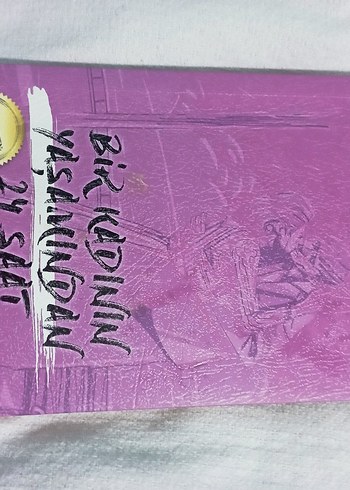 BİR KADININ
YAŞAMINDAN
24 SAAT